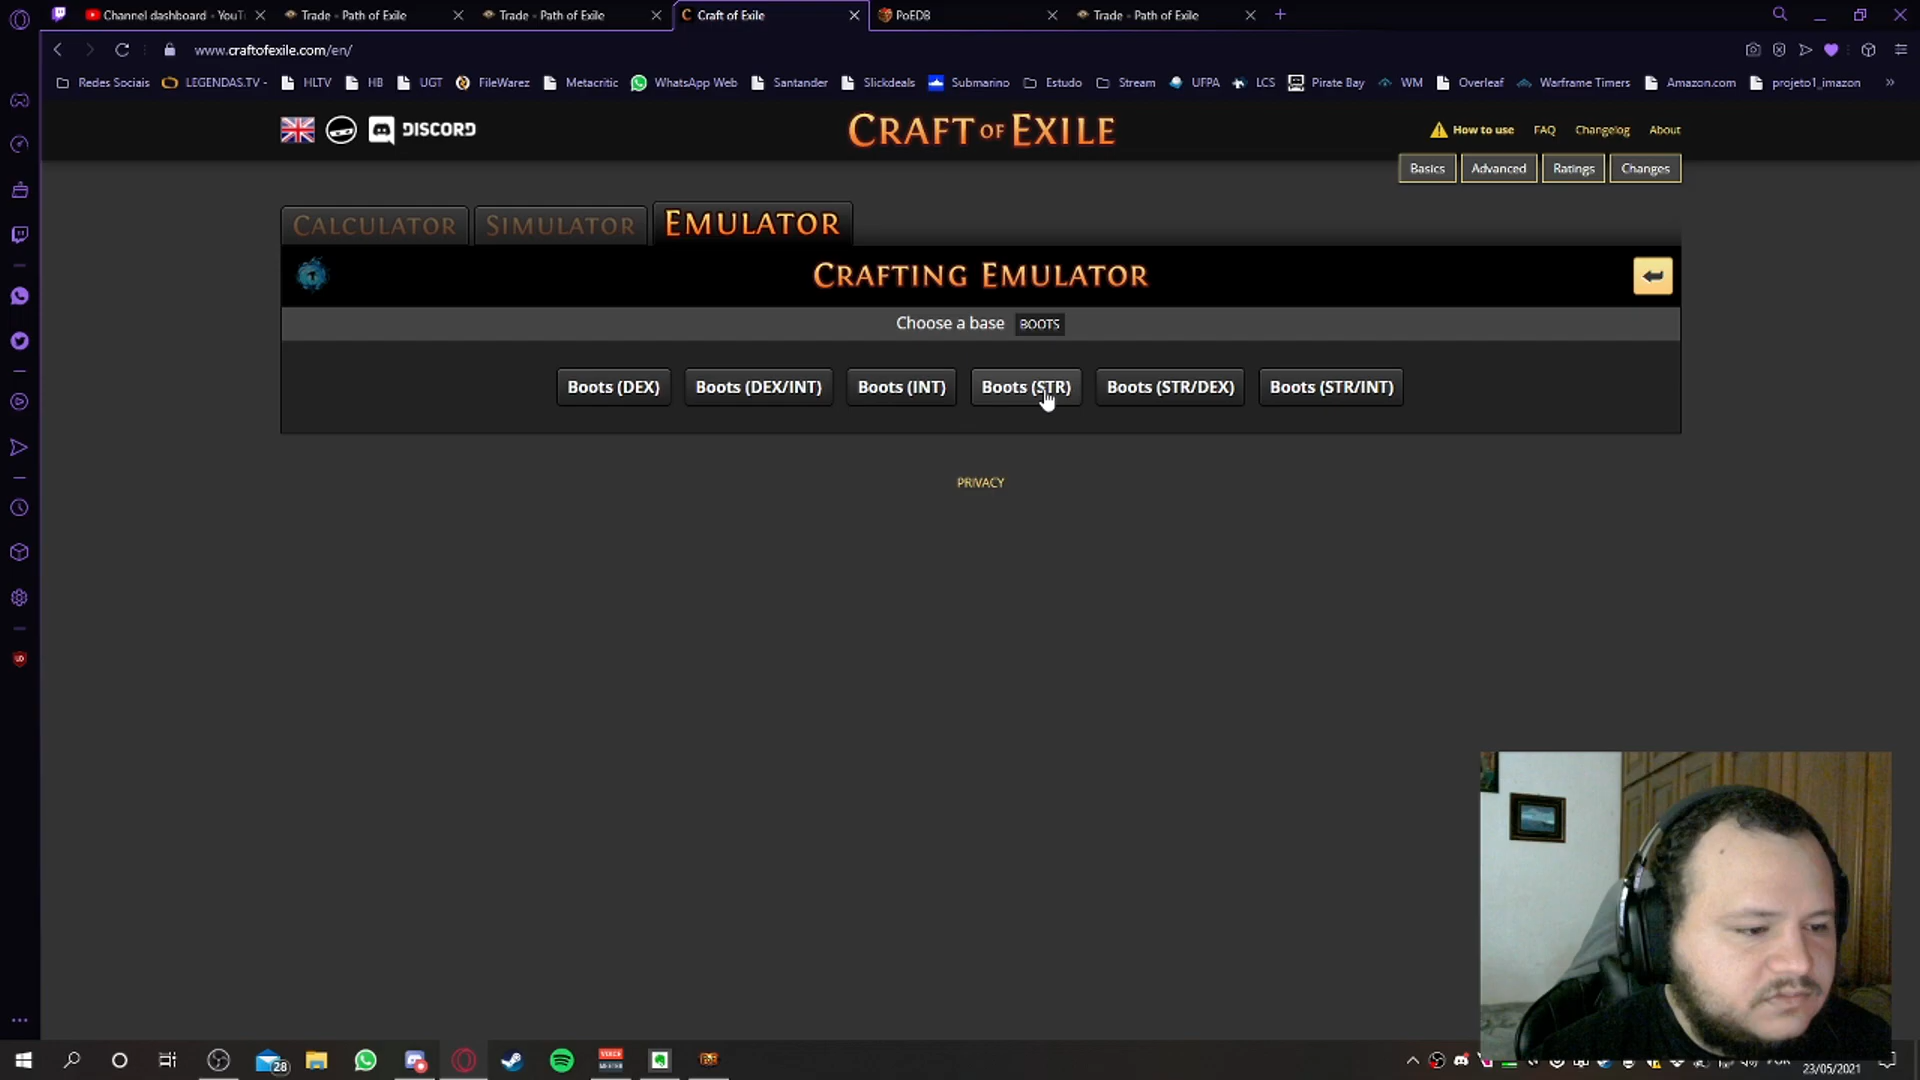 Channel dashboard - YouT
Trade - Path of Exile
Trade - Path of Exile
Craft of Exile
PoEDB
Trade - Path of Exile
www.craftofexile.com/en/
Redes Sociais
LEGENDAS.TV -
HLTV
HB
UGT
FileWarez
Metacritic
WhatsApp Web
Santander
Slickdeals
Submarino
Estudo
Stream
UFPA
LCS
Pirate Bay
WM
Overleaf
Warframe Timers
Amazon.com
projeto1_imazon
DISCORD
CRAFT OF EXILE
How to use
FAQ
Changelog
About
Basics
Advanced
Ratings
Changes
CALCULATOR
SIMULATOR
EMULATOR
CRAFTING EMULATOR
Choose a base BOOTS
Boots (DEX)
Boots (DEX/INT)
Boots (INT)
Boots (STR)
Boots (STR/DEX)
Boots (STR/INT)
PRIVACY
28
23/05/2021